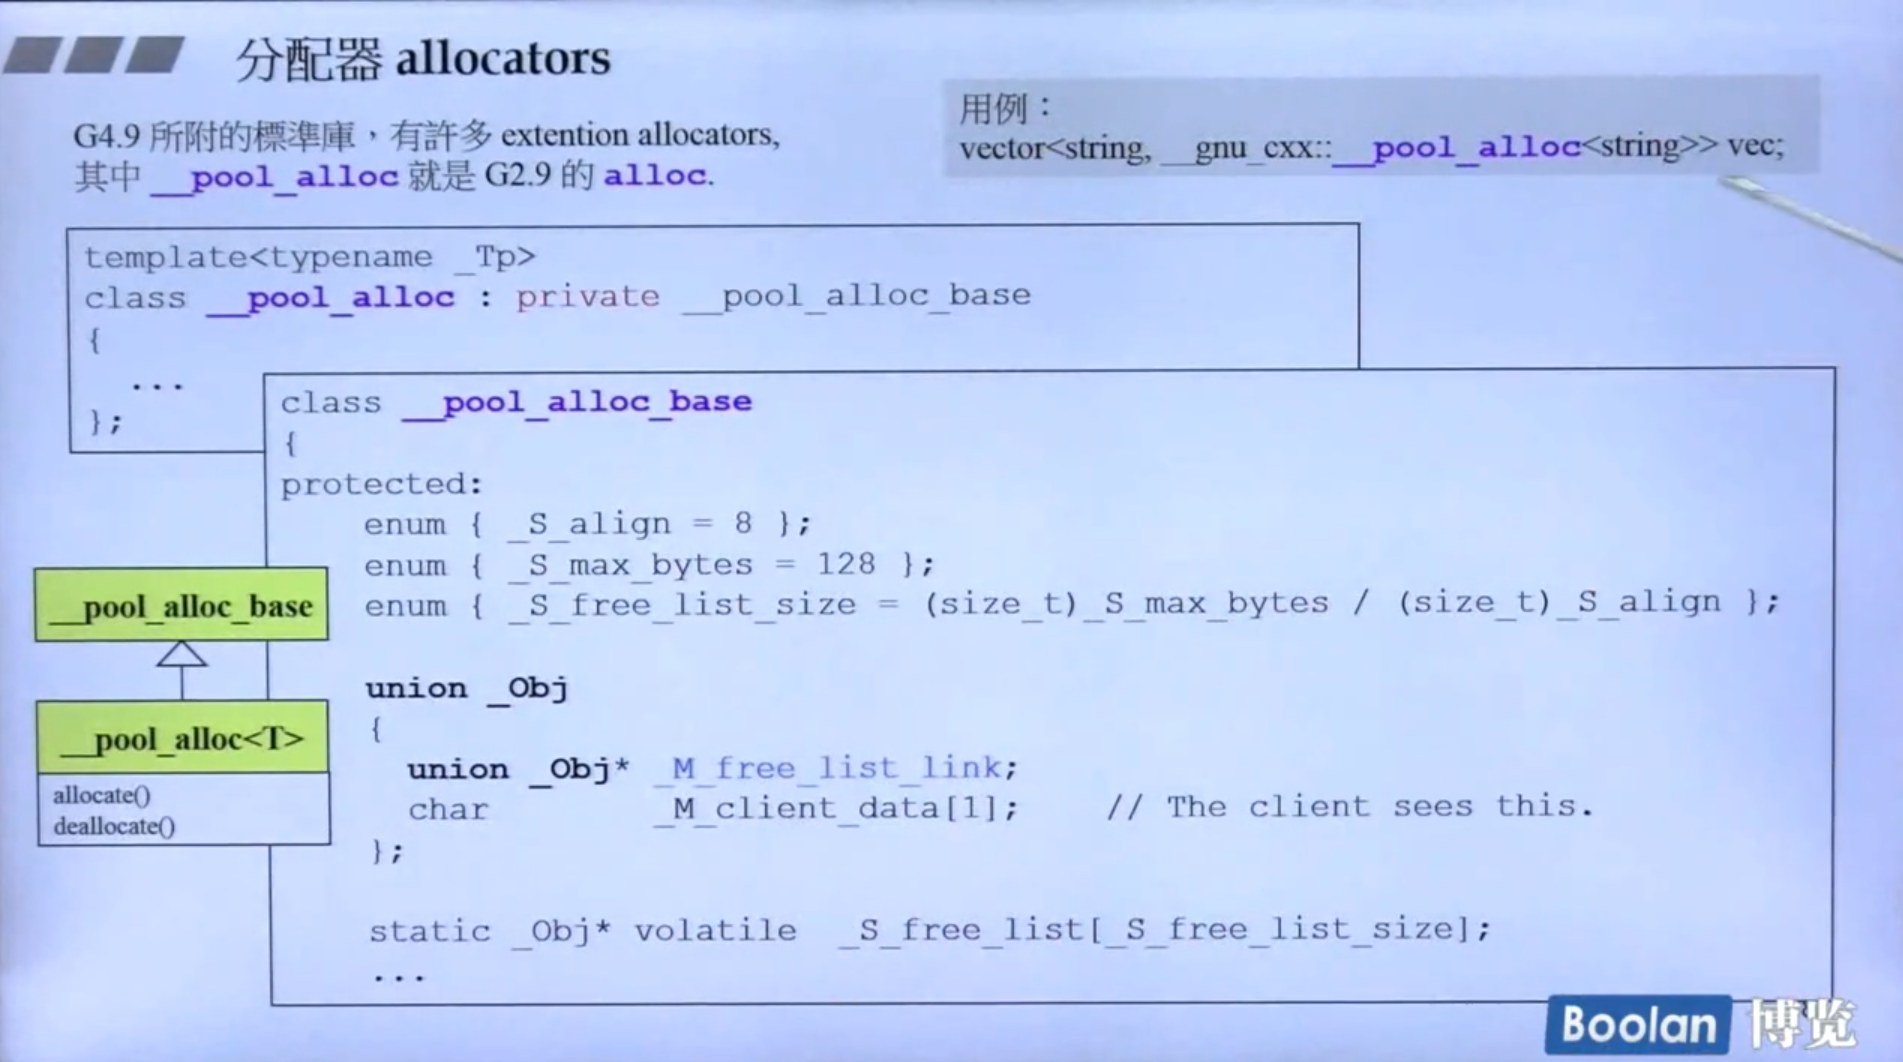 分配器 allocators
G4.9 所附的標準庫，有許多 extention allocators,
其中 __pool_alloc 就是 G2.9 的 alloc.
用例：
vector<string, __gnu_cxx::__pool_alloc<string>> vec;
template<typename _Tp>
class __pool_alloc : private __pool_alloc_base
{
...
};
class __pool_alloc_base
{
protected:
enum { _S_align = 8 };
enum { _S_max_bytes = 128 };
enum { _S_free_list_size = (size_t)_S_max_bytes / (size_t)_S_align };
union _Obj
{
union _Obj* _M_free_list_link;
char _M_client_data[1]; // The client sees this.
};
static _Obj* volatile _S_free_list[_S_free_list_size];
...
__pool_alloc_base
__pool_alloc<T>
allocate()
deallocate()
Boolan 博览